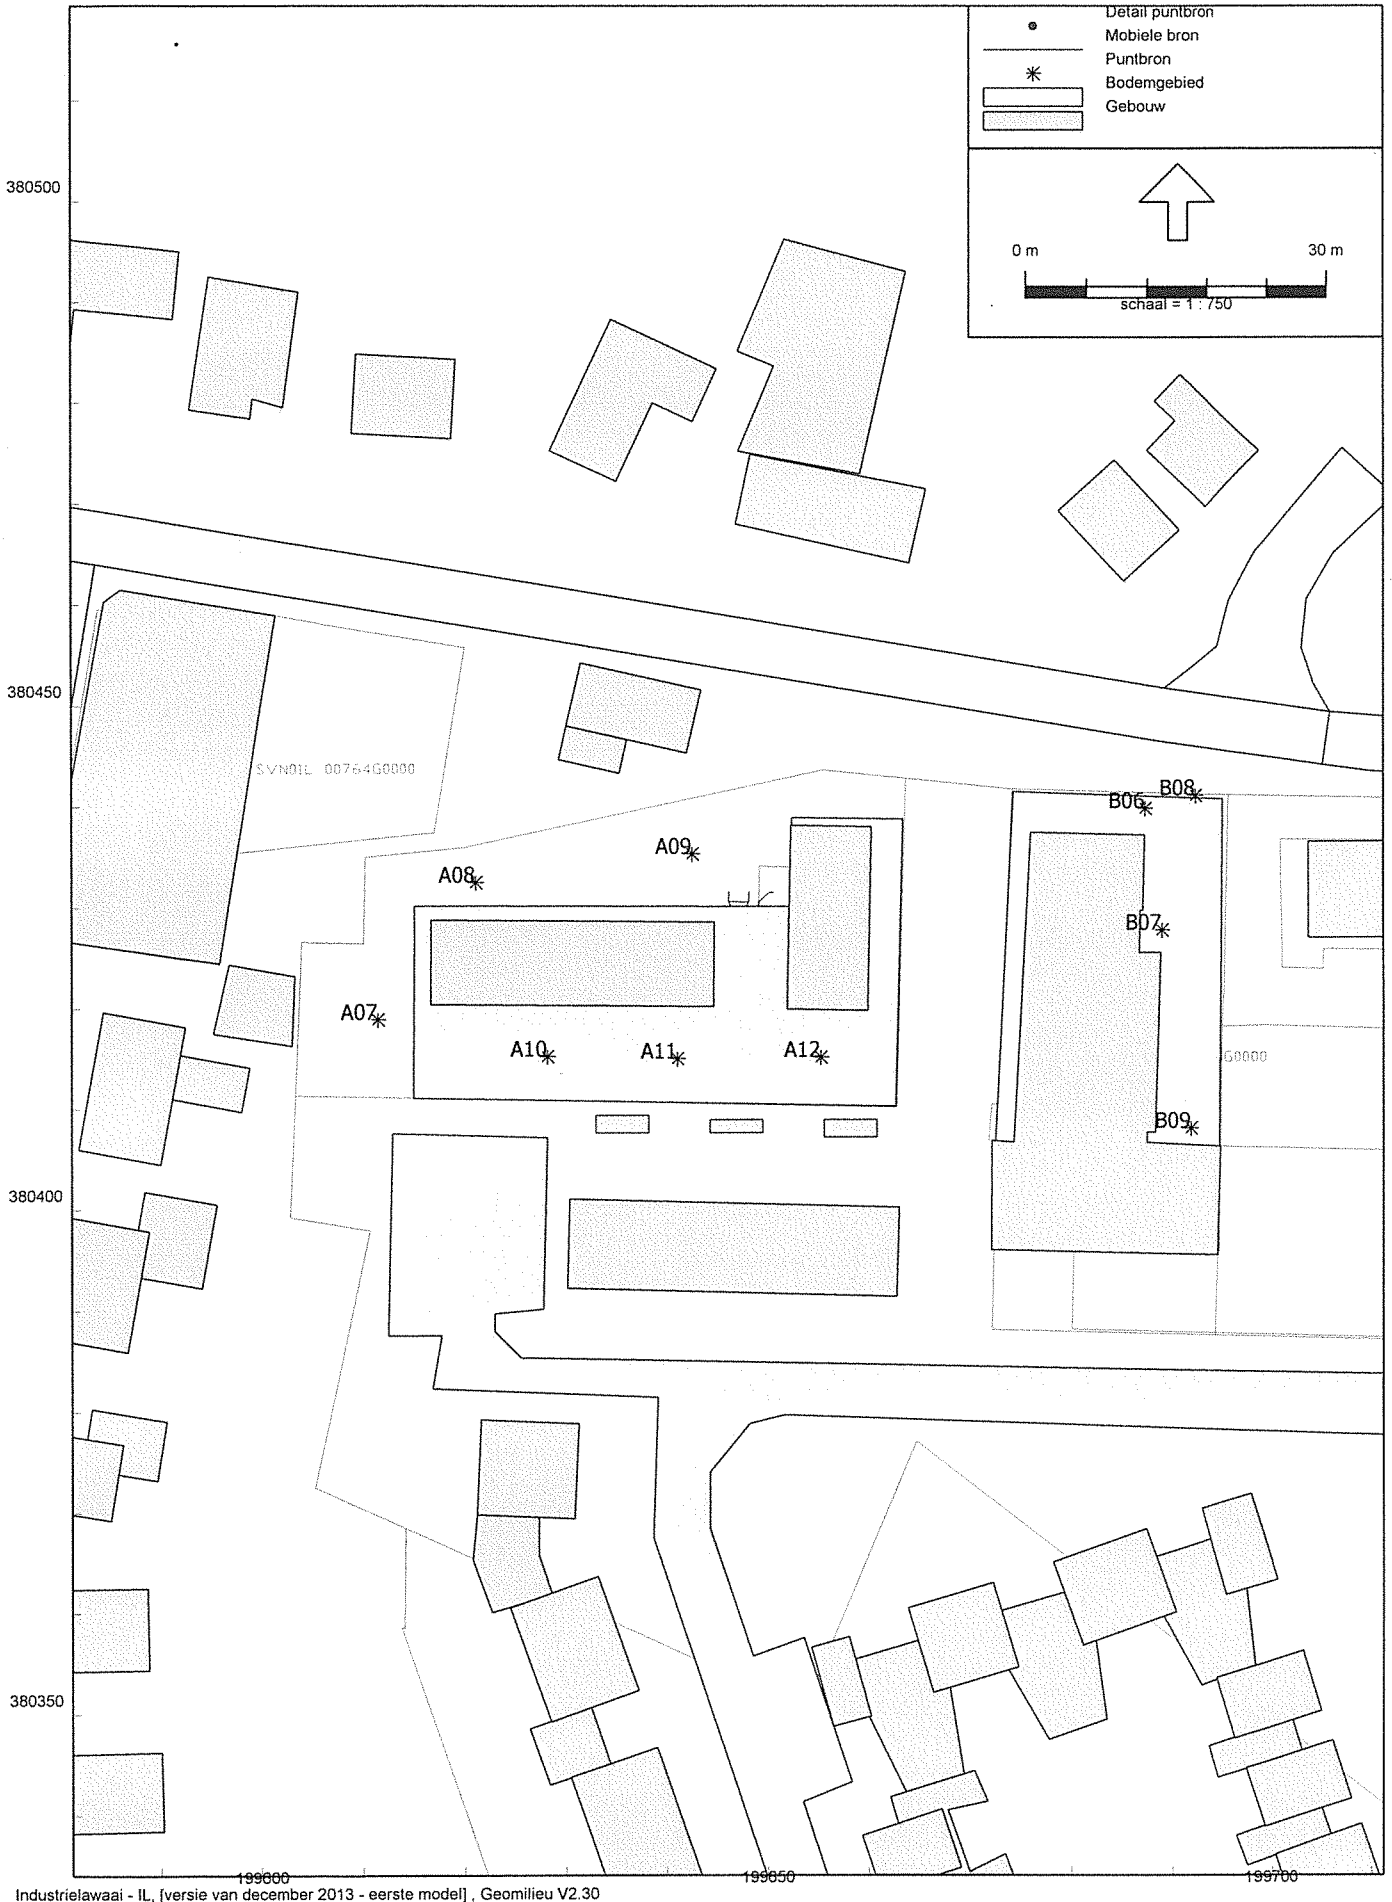 Detail puntbron
Mobiele bron
Puntbron
Bodemgebied
Gebouw
380500
0 m 30 m
schaal = 1 : 750
380450
SVN01L 00764G0000
B08
B06
A09
A08
B07
A07
A10 A11 A12
G0000
B09
380400
380350
199600 199650 199700
Industrielawaai - IL, [versie van december 2013 - eerste model] , Geomilieu V2.30